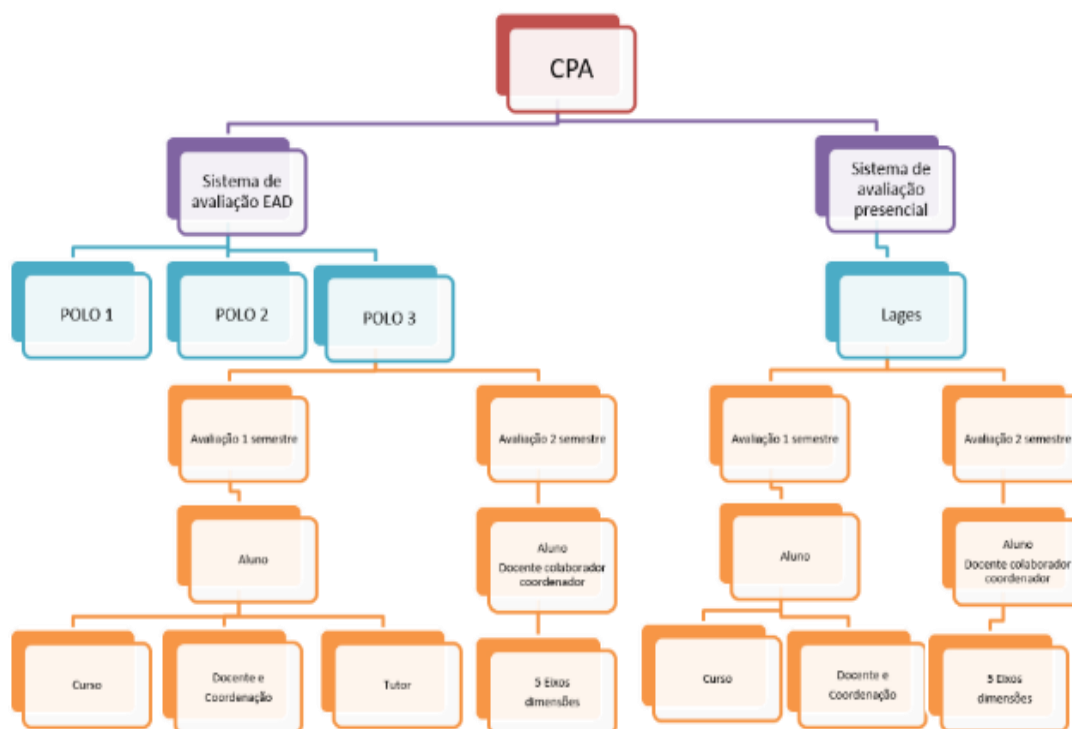 CPA
Sistema de
avaliação EAD
Sistema de
avaliação
presencial
POLO 1
POLO 2
POLO 3
Lages
Avaliação 1 semestre
Avaliação 2 semestre
Avaliação 1 semestre
Avaliação 2 semestre
Aluno
Aluno
Docente colaborador
coordenador
Aluno
Aluno
Docente colaborador
coordenador
Curso
Docente e
Coordenação
Tutor
5 Eixos
dimensões
Curso
Docente e
Coordenação
5 Eixos
dimensões